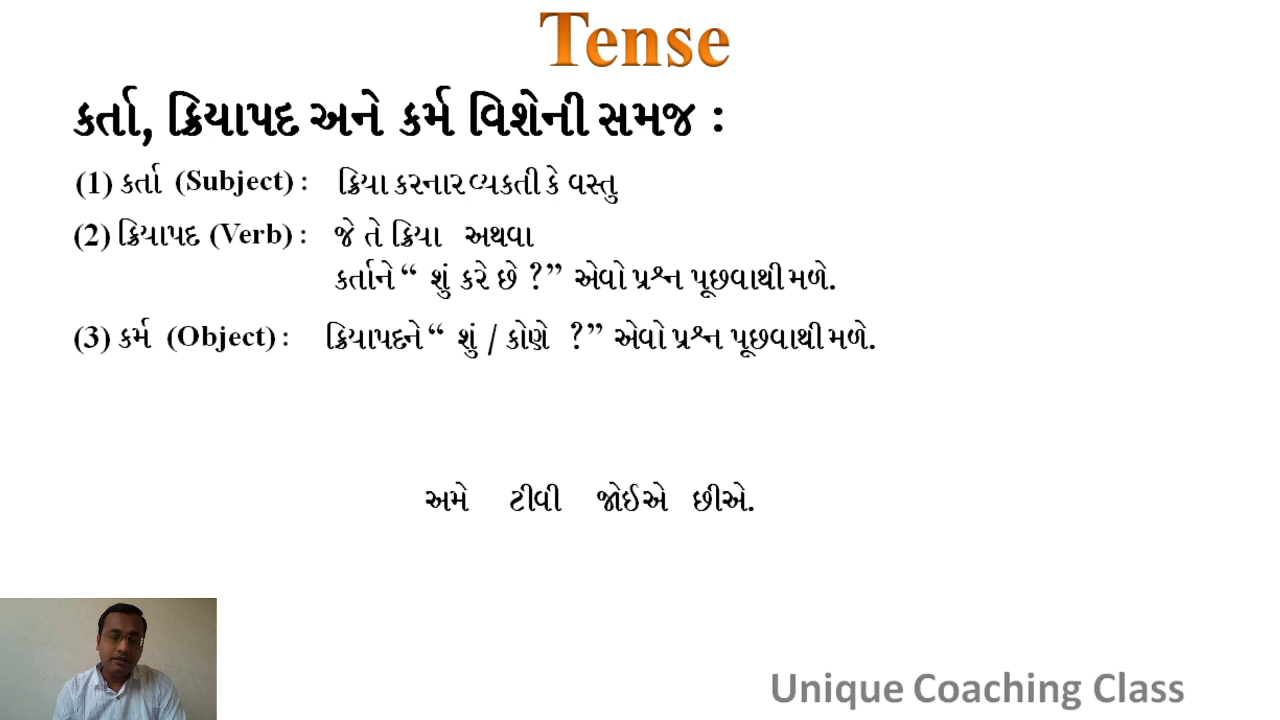 Tense
કર્તા, ક્રિયાપદ અને કર્મ વિશેની સમજ :
(1) કર્તા (Subject) : ક્રિયા કરનાર વ્યકતી કે વસ્તુ
(2) ક્રિયાપદ (Verb) : જે તે ક્રિયા અથવા
કર્તાને “ શું કરે છે ?” એવો પ્રશ્ન પૂછવાથી મળે.
(3) કર્મ (Object) : ક્રિયાપદને “ શું / કોણે ?” એવો પ્રશ્ન પૂછવાથી મળે.
અમે ટીવી જોઈએ છીએ.
Unique Coaching Class